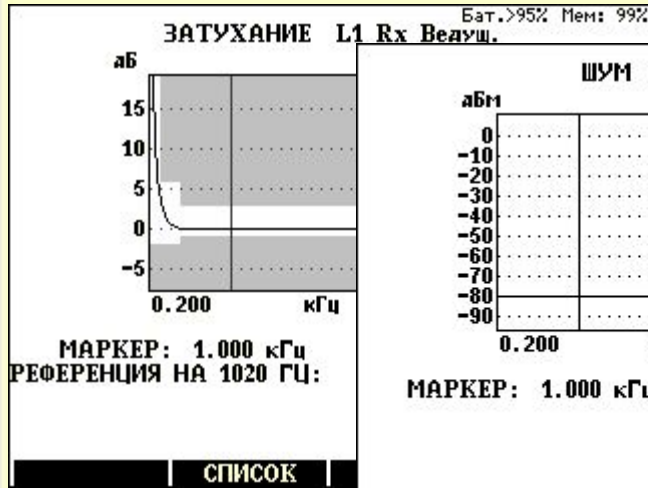 Бат.>95% Мем: 99%
ЗАТУХАНИЕ L1 Rx Ведущ.
дБ
15
10
5
0
-5
0.200 кГц
МАРКЕР: 1.000 кГц
РЕФЕРЕНЦИЯ НА 1020 ГЦ:
СПИСОК
ШУМ
дБм
0
-10
-20
-30
-40
-50
-60
-70
-80
-90
0.200
МАРКЕР: 1.000 кГц